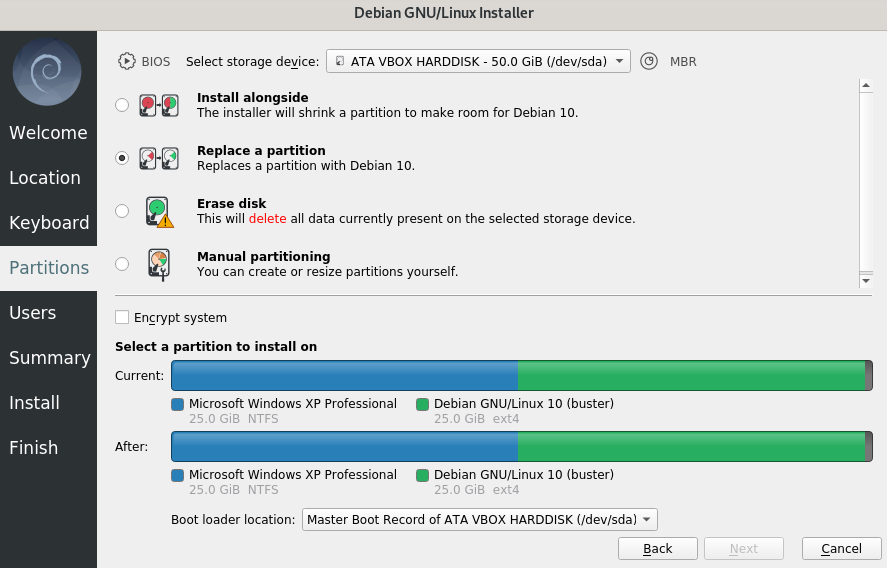 Debian GNU/Linux Installer
BIOS Select storage device: ATA VBOX HARDDISK - 50.0 GiB (/dev/sda) MBR
Welcome
Location
Keyboard
Partitions
Users
Summary
Install
Finish
Install alongside
The installer will shrink a partition to make room for Debian 10.
Replace a partition
Replaces a partition with Debian 10.
Erase disk
This will delete all data currently present on the selected storage device.
Manual partitioning
You can create or resize partitions yourself.
Encrypt system
Select a partition to install on
Current:
Microsoft Windows XP Professional Debian GNU/Linux 10 (buster)
25.0 GiB NTFS 25.0 GiB ext4
After:
Microsoft Windows XP Professional Debian GNU/Linux 10 (buster)
25.0 GiB NTFS 25.0 GiB ext4
Boot loader location: Master Boot Record of ATA VBOX HARDDISK (/dev/sda)
Back Next Cancel